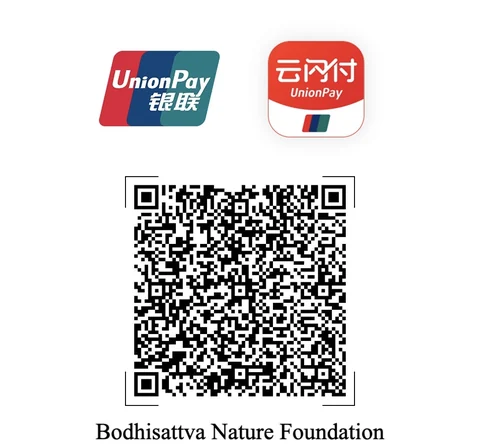 UnionPay
银联
云闪付
UnionPay
Bodhisattva Nature Foundation